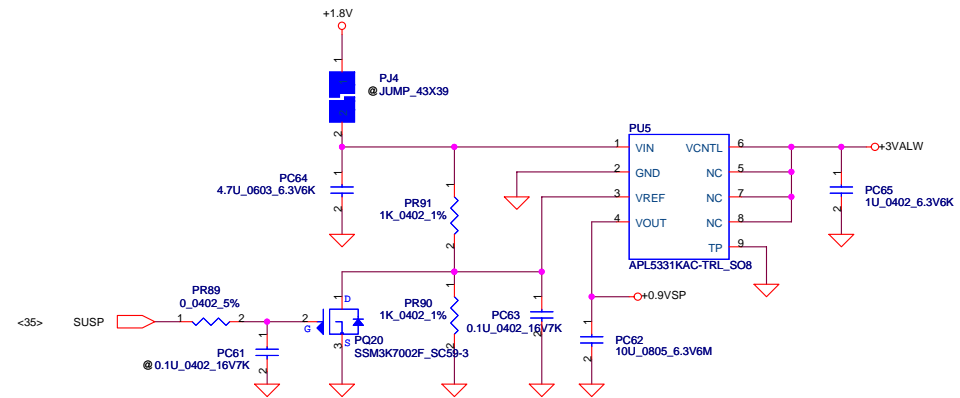 +1.8V
1
PJ4
@JUMP_43X39
2
PU5
1 VIN VCNTL 6 +3VALW
2 GND NC 5
3 VREF NC 7
4 VOUT NC 8
TP 9
APL5331KAC-TRL_SO8
1
PC64
4.7U_0603_6.3V6K
2
1
PR91
1K_0402_1%
2
1
PC65
1U_0402_6.3V6K
2
PR89
0_0402_5%
<35> SUSP 1 2
2 G
1 D
3 S
PQ20
SSM3K7002F_SC59-3
1
PC61
@0.1U_0402_16V7K
2
1
PR90
1K_0402_1%
2
1
PC63
0.1U_0402_16V7K
2
+0.9VSP
1
PC62
10U_0805_6.3V6M
2